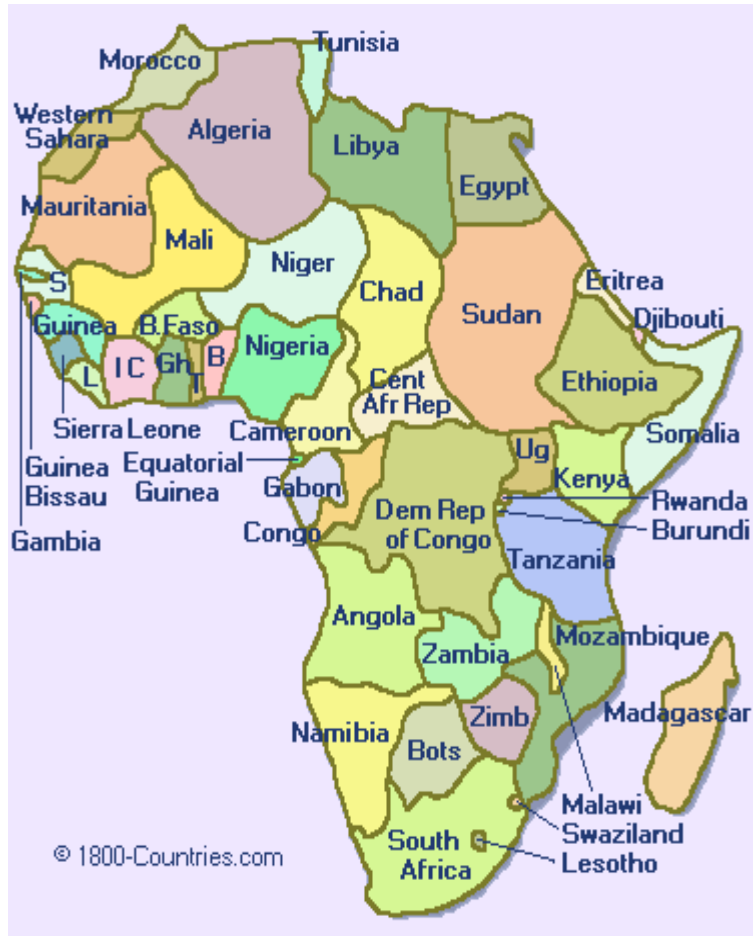 Tunisia
Morocco
Western
Sahara
Algeria
Libya
Egypt
Mauritania
Mali
Niger
Chad
Sudan
Eritrea
Djibouti
S
Guinea
B.Faso
Nigeria
I C
Gh
T
B
L
Cent
Afr Rep
Ethiopia
Somalia
Sierra Leone
Cameroon
Guinea
Bissau
Equatorial
Guinea
Gambia
Gabon
Congo
Dem Rep
of Congo
Ug
Kenya
Rwanda
Burundi
Tanzania
Angola
Zambia
Mozambique
Namibia
Bots
Zimb
Madagascar
Malawi
Swaziland
Lesotho
South
Africa
© 1800-Countries.com